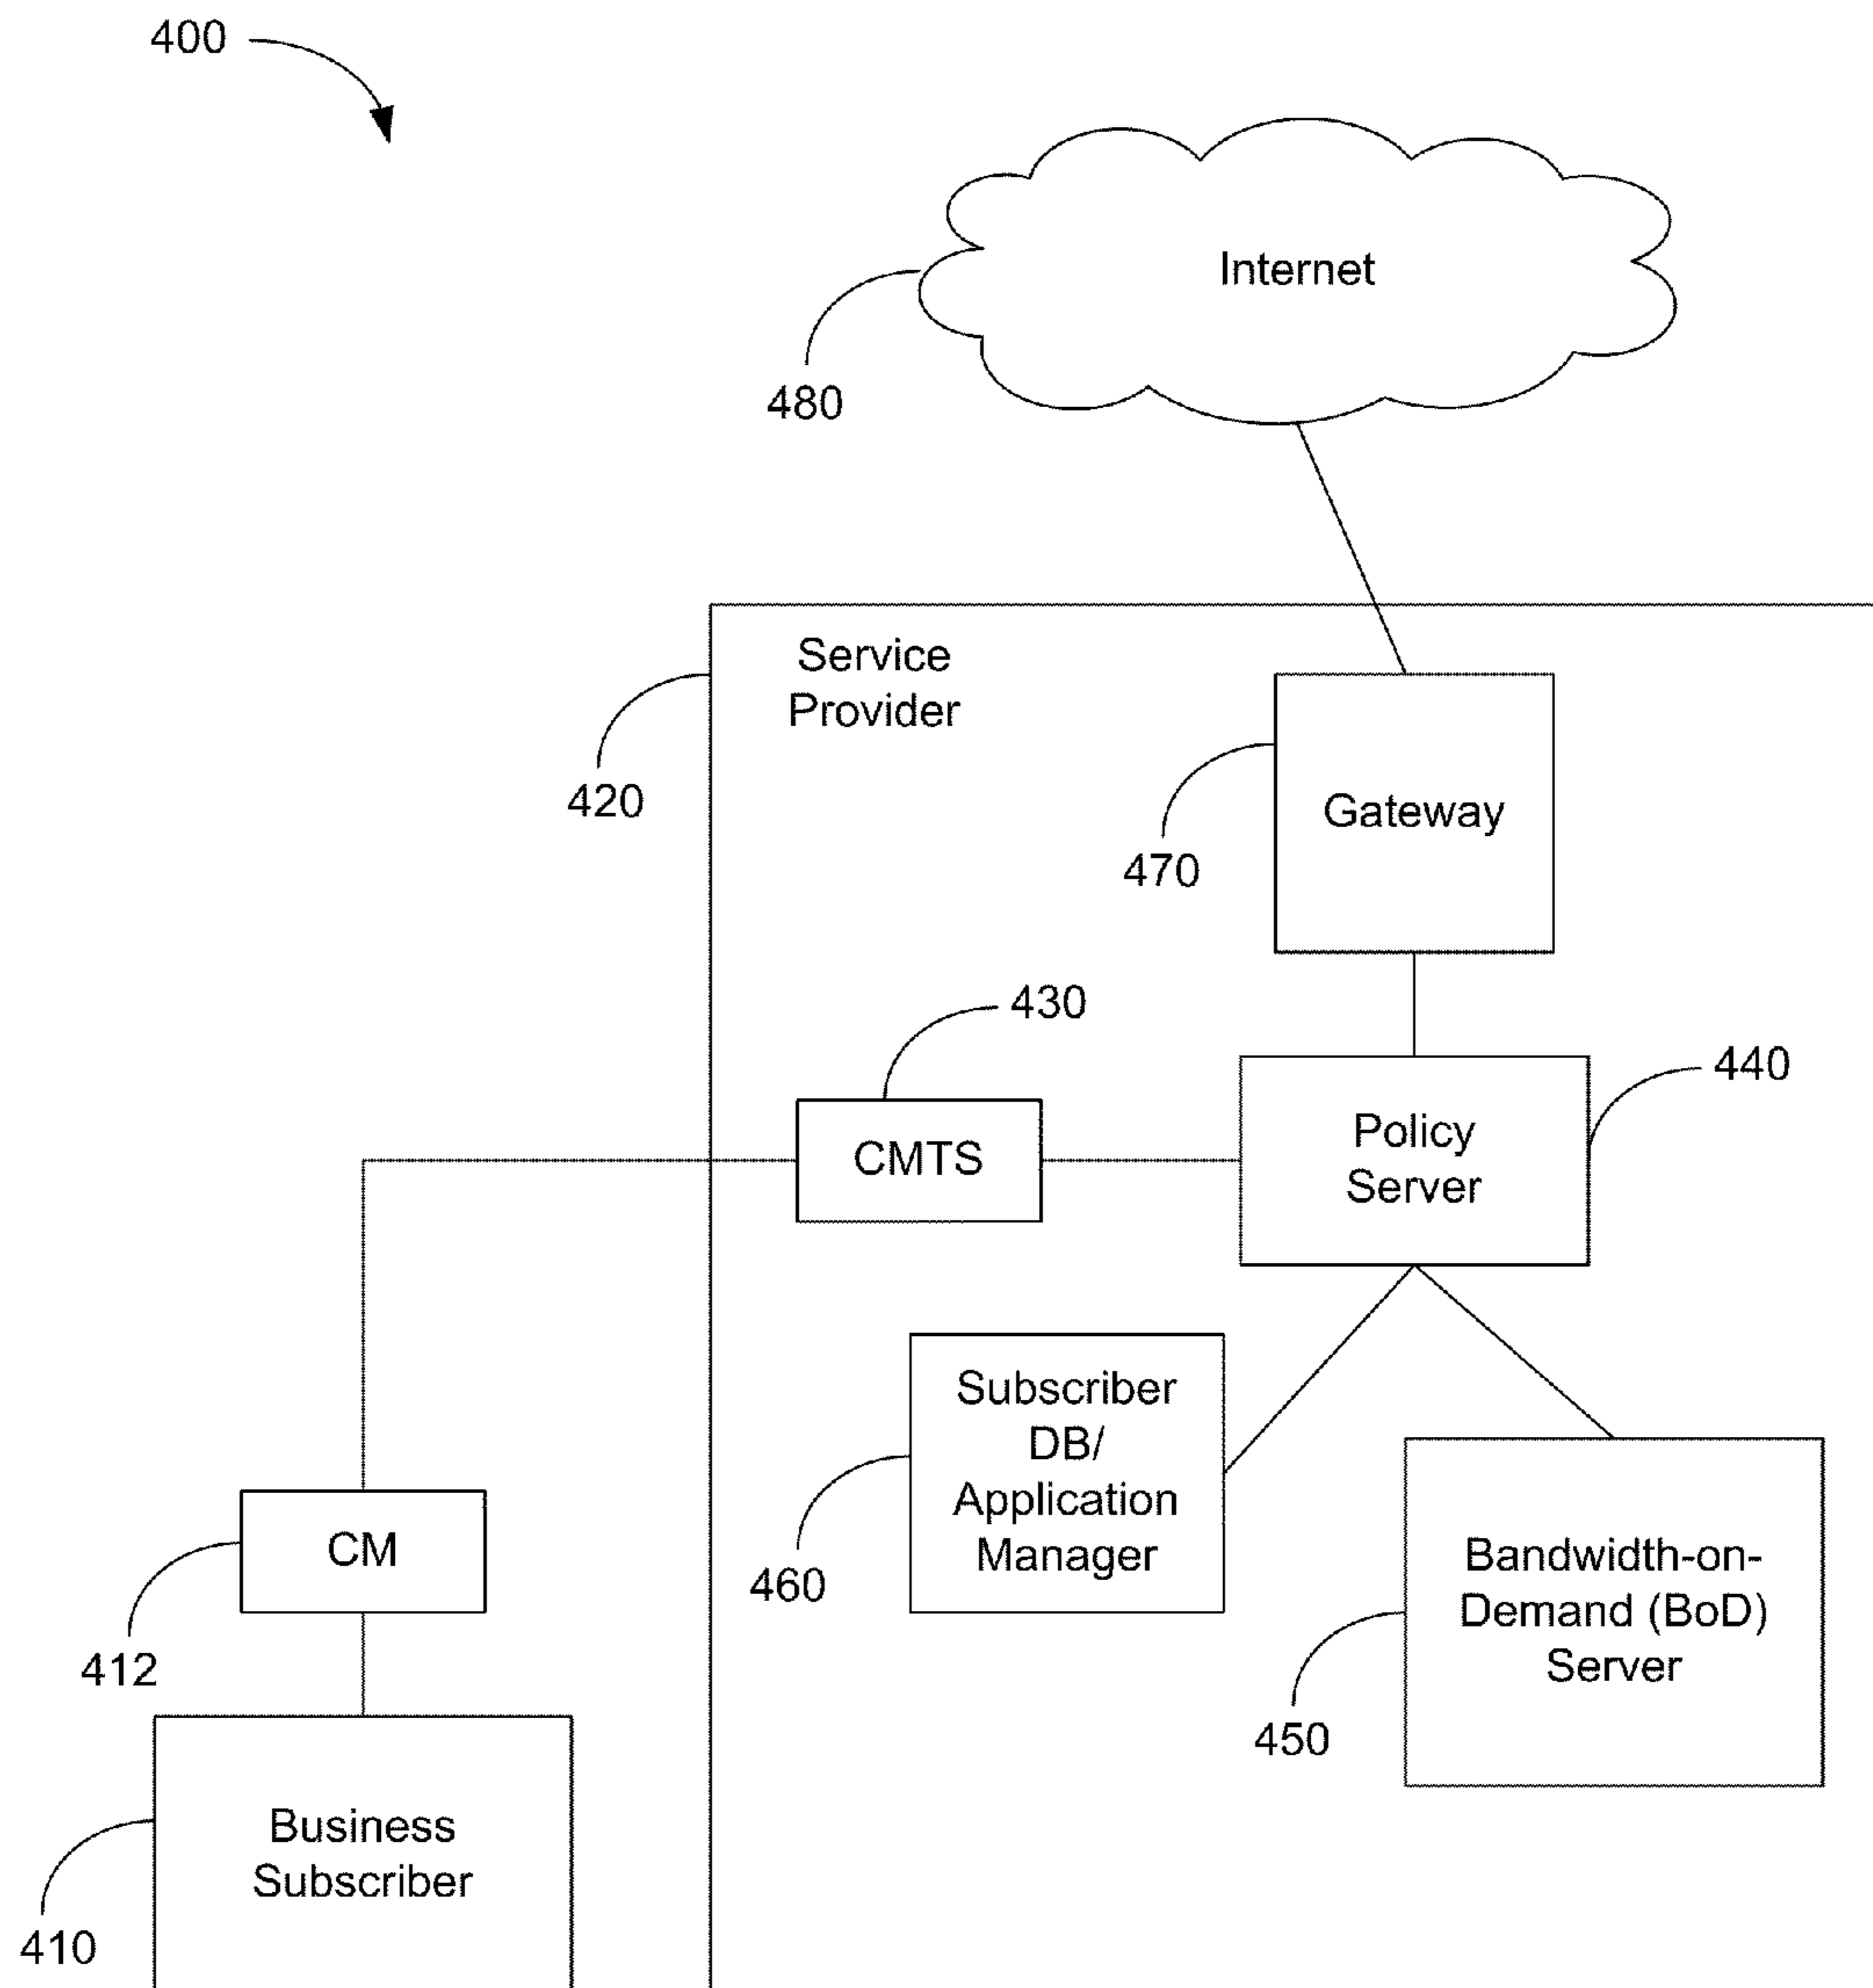 400
Internet
480
Service
Provider
420
Gateway
470
430
440
CMTS
Policy
Server
Subscriber
DB/
Application
Manager
460
CM
412
Bandwidth-on-
Demand (BoD)
Server
450
Business
Subscriber
410